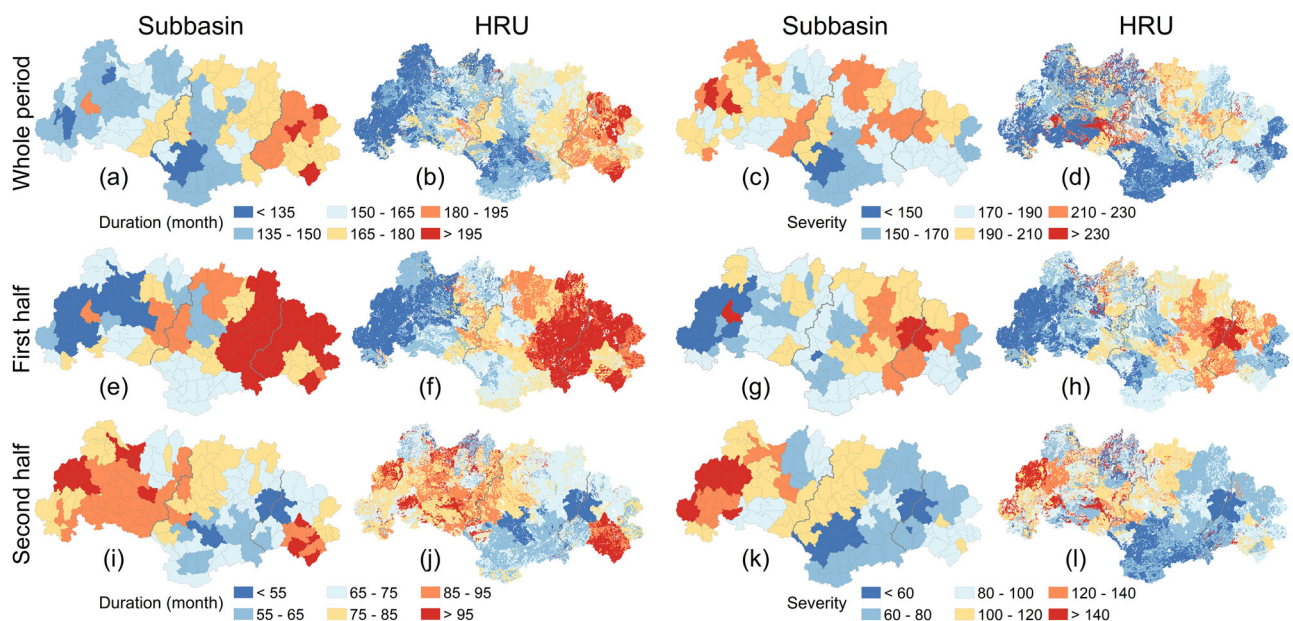 Subbasin HRU Subbasin HRU
Whole period
(a) (b) (c) (d)
Duration (month) < 135 150 - 165 180 - 195 Severity < 150 170 - 190 210 - 230
135 - 150 165 - 180 > 195 150 - 170 190 - 210 > 230
First half
(e) (f) (g) (h)
Second half
(i) (j) (k) (l)
Duration (month) < 55 65 - 75 85 - 95 Severity < 60 80 - 100 120 - 140
55 - 65 75 - 85 > 95 60 - 80 100 - 120 > 140